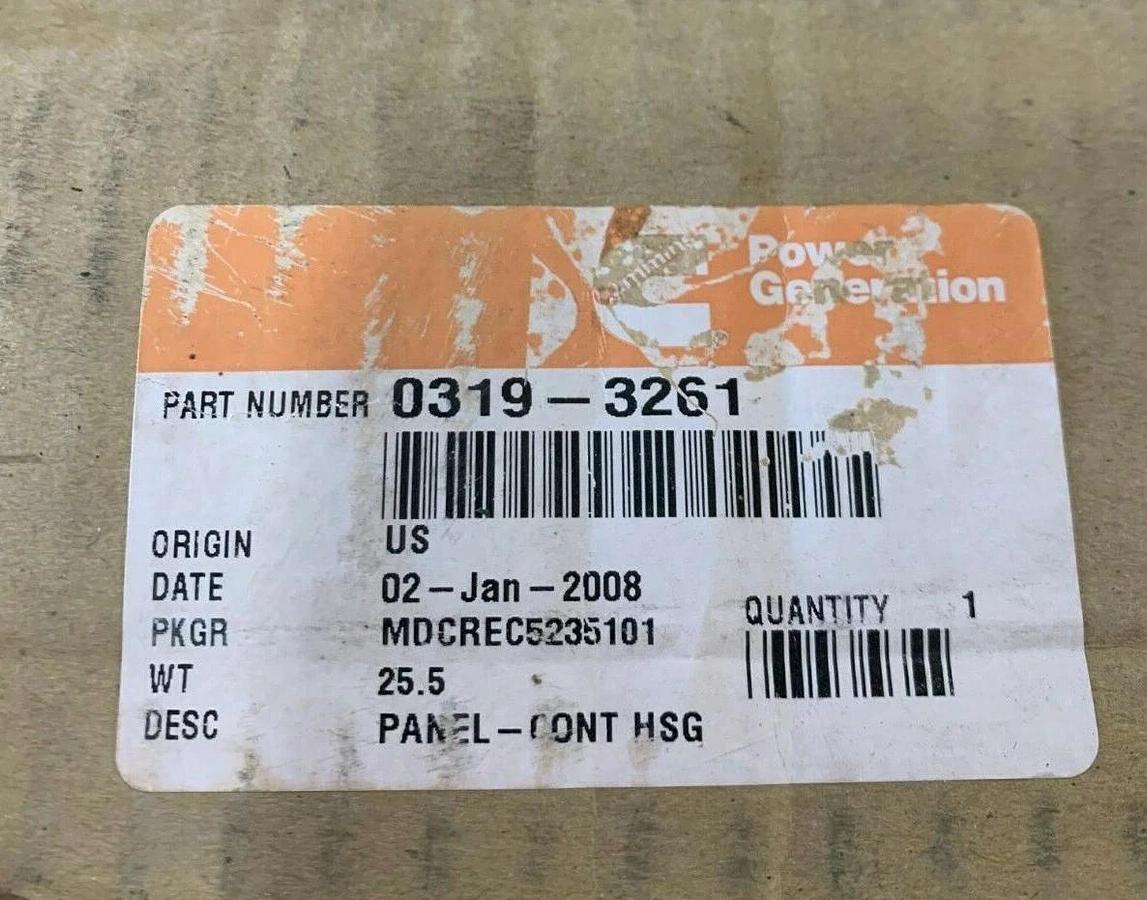 Cummins
Power
Generation
PART NUMBER 0319-3261
ORIGIN US
DATE 02-Jan-2008
PKGR MDCREC5235101
QUANTITY 1
WT 25.5
DESC PANEL-CONT HSG